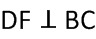 DF ⊥ BC